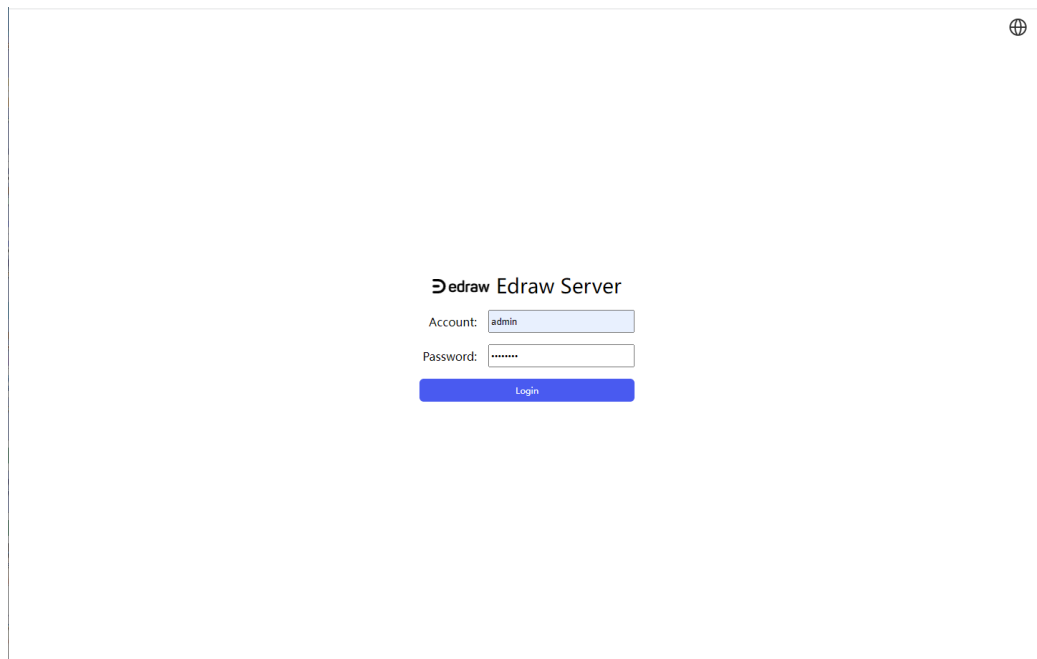 edraw Edraw Server
Account: admin
Password: ••••••••
Login